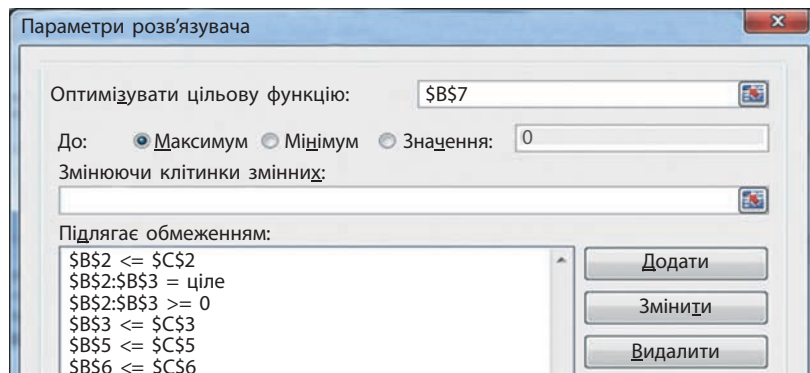 Параметри розв'язувача
Оптимізувати цільову функцію: $B$7
До: Максимум Мінімум Значення: 0
Змінюючи клітинки змінних:
Підлягає обмеженням:
$B$2 <= $C$2
$B$2:$B$3 = ціле
$B$2:$B$3 >= 0
$B$3 <= $C$3
$B$5 <= $C$5
$B$6 <= $C$6
Додати
Змінити
Видалити